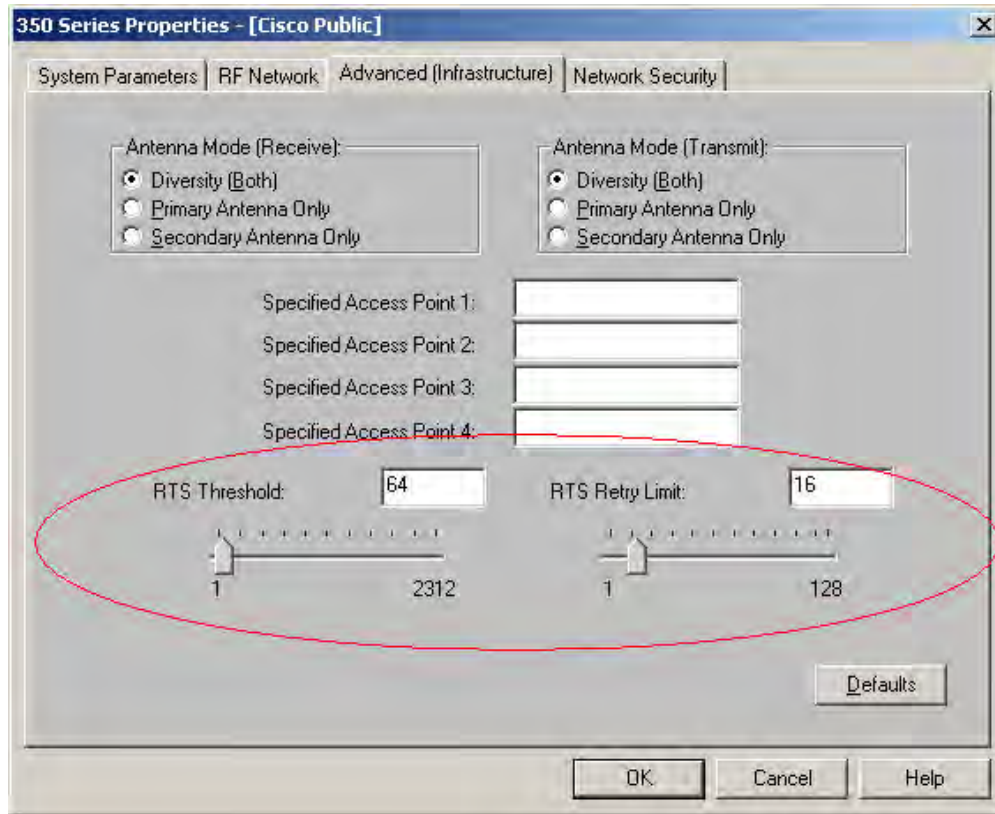 350 Series Properties - [Cisco Public]
System Parameters
RF Network
Advanced (Infrastructure)
Network Security
Antenna Mode (Receive):
Diversity (Both)
Primary Antenna Only
Secondary Antenna Only
Antenna Mode (Transmit):
Diversity (Both)
Primary Antenna Only
Secondary Antenna Only
Specified Access Point 1:
Specified Access Point 2:
Specified Access Point 3:
Specified Access Point 4:
RTS Threshold: 64
1 2312
RTS Retry Limit: 16
1 128
Defaults
OK
Cancel
Help